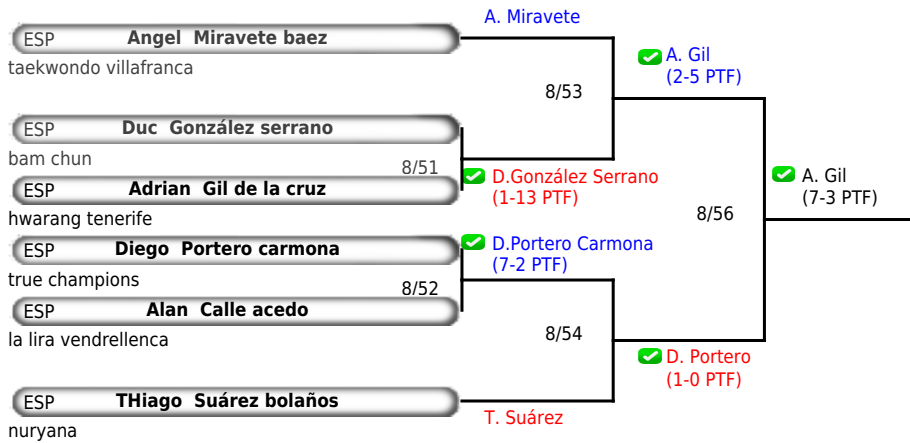 A. Miravete
ESP Angel Miravete baez
taekwondo villafranca
A. Gil
(2-5 PTF)
8/53
ESP Duc González serrano
bam chun
8/51
ESP Adrian Gil de la cruz
hwarang tenerife
D.González Serrano
(1-13 PTF)
A. Gil
(7-3 PTF)
8/56
ESP Diego Portero carmona
true champions
D.Portero Carmona
(7-2 PTF)
8/52
ESP Alan Calle acedo
la lira vendrellenca
8/54
D. Portero
(1-0 PTF)
ESP THiago Suárez bolaños
nuryana
T. Suárez